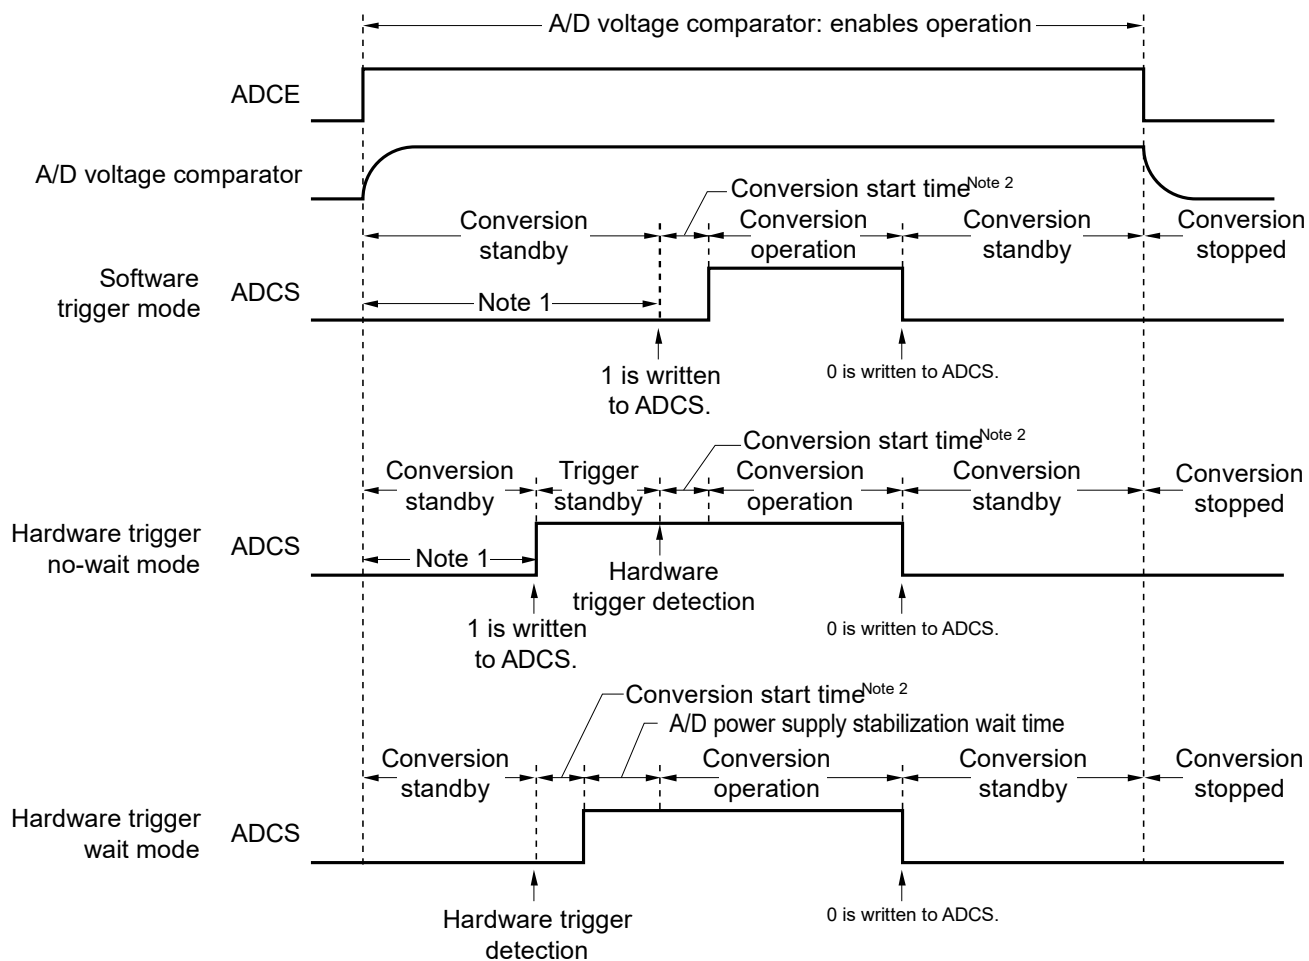 A/D voltage comparator: enables operation
ADCE
A/D voltage comparator
Conversion start time Note 2
Conversion
standby
Conversion
operation
Conversion
standby
Conversion
stopped
Software
trigger mode
ADCS
Note 1
1 is written
to ADCS.
0 is written to ADCS.
Conversion start time Note 2
Conversion
standby
Trigger
standby
Conversion
operation
Conversion
standby
Conversion
stopped
Hardware trigger
no-wait mode
ADCS
Note 1
Hardware
trigger detection
1 is written
to ADCS.
0 is written to ADCS.
Conversion start time Note 2
A/D power supply stabilization wait time
Conversion
standby
Conversion
operation
Conversion
standby
Conversion
stopped
Hardware trigger
wait mode
ADCS
Hardware trigger
detection
0 is written to ADCS.